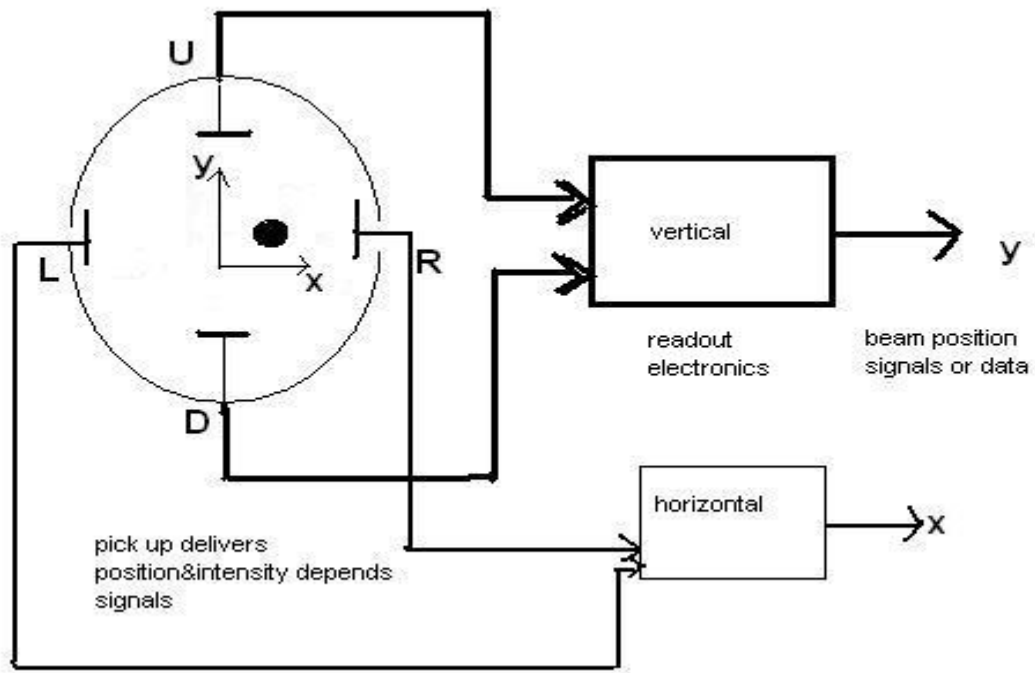 U
y
vertical
L
R
x
y
readout
electronics
beam position
signals or data
D
horizontal
x
pick up delivers
position&intensity depends
signals